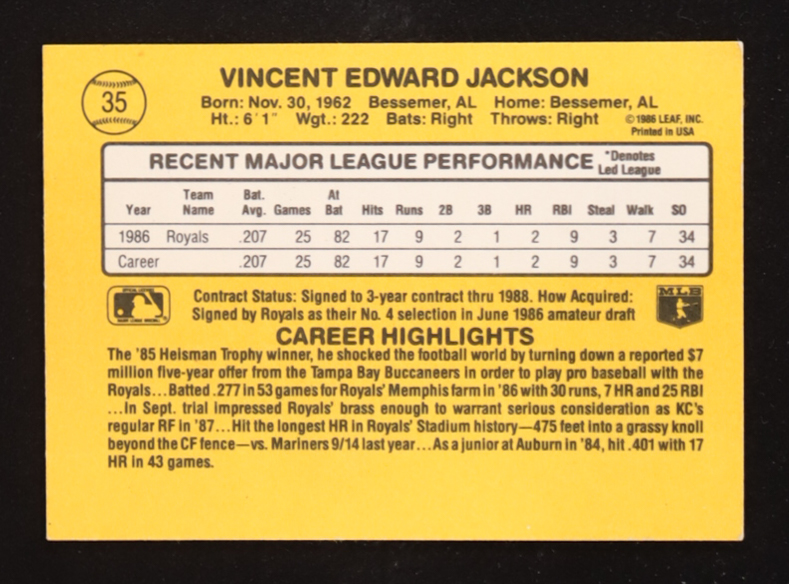 35
VINCENT EDWARD JACKSON
Born: Nov. 30, 1962 Bessemer, AL Home: Bessemer, AL
Ht.: 6'1" Wgt.: 222 Bats: Right Throws: Right ©1986 LEAF, INC.
Printed in USA
RECENT MAJOR LEAGUE PERFORMANCE *Denotes
Led League
Year Team Name Bat. Avg. Games At Bat Hits Runs 2B 3B HR RBI Steal Walk SO
1986 Royals .207 25 82 17 9 2 1 2 9 3 7 34
Career .207 25 82 17 9 2 1 2 9 3 7 34
Contract Status: Signed to 3-year contract thru 1988. How Acquired:
Signed by Royals as their No. 4 selection in June 1986 amateur draft
MLB
CAREER HIGHLIGHTS
The '85 Heisman Trophy winner, he shocked the football world by turning down a reported $7
million five-year offer from the Tampa Bay Buccaneers in order to play pro baseball with the
Royals...Batted .277 in 53 games for Royals' Memphis farm in '86 with 30 runs, 7 HR and 25 RBI
...In Sept. trial impressed Royals' brass enough to warrant serious consideration as KC's
regular RF in '87...Hit the longest HR in Royals' Stadium history—475 feet into a grassy knoll
beyond the CF fence—vs. Mariners 9/14 last year...As a junior at Auburn in '84, hit .401 with 17
HR in 43 games.